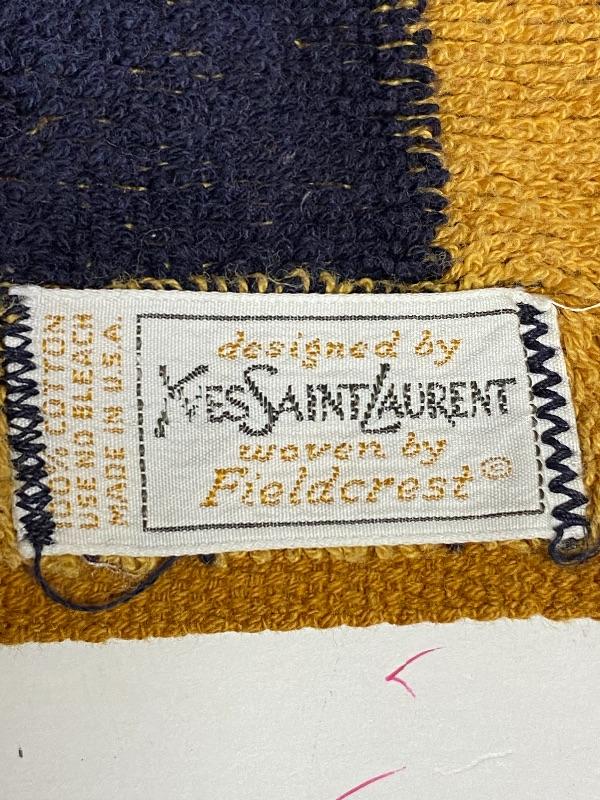 100% COTTON
USE NO BLEACH
MADE IN U.S.A.
designed by
YVESSAINTLAURENT
woven by
Fieldcrest©